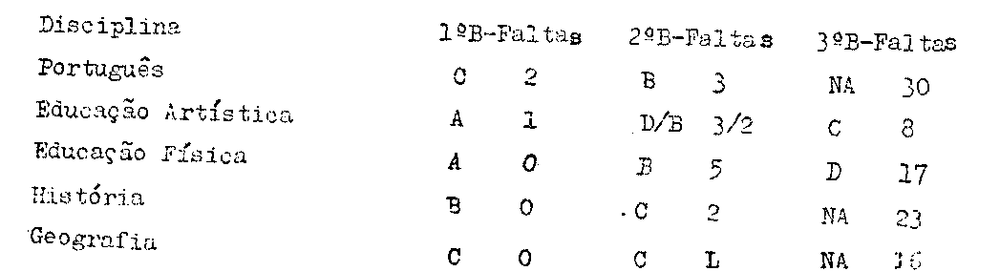 Disciplina 1ºB-Faltas 2ºB-Faltas 3ºB-Faltas
Português C 2 B 3 NA 30
Educação Artística A 1 D/B 3/2 C 8
Educação Física A 0 B 5 D 17
História B 0 C 2 NA 23
Geografia C 0 C L NA 16